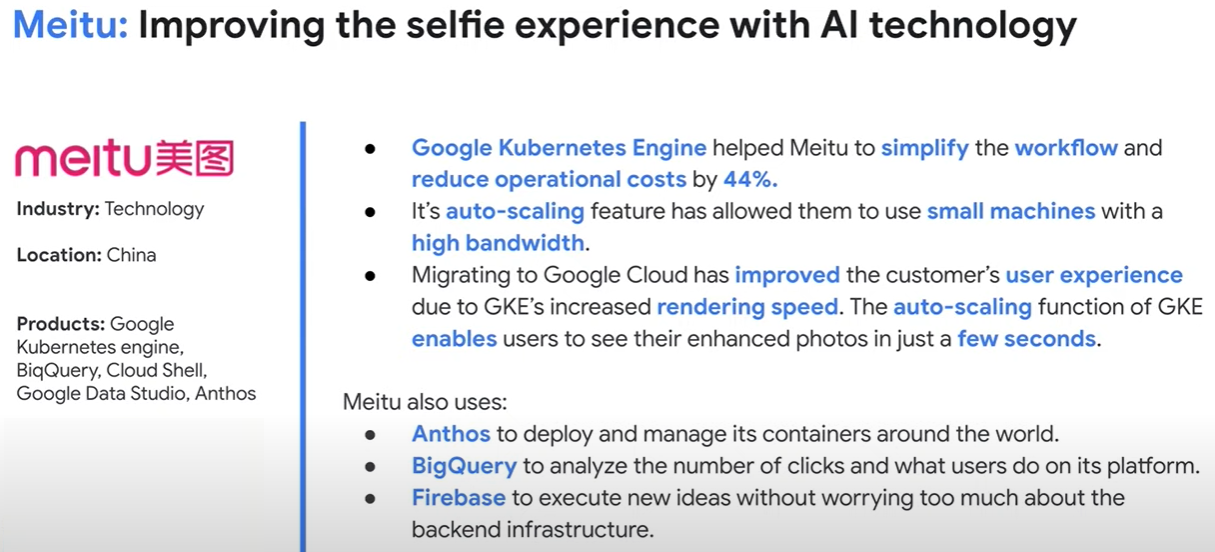 Meitu: Improving the selfie experience with AI technology
meitu美图
Industry: Technology
Location: China
Products: Google
Kubernetes engine,
BiqQuery, Cloud Shell,
Google Data Studio, Anthos
● Google Kubernetes Engine helped Meitu to simplify the workflow and
reduce operational costs by 44%.
● It’s auto-scaling feature has allowed them to use small machines with a
high bandwidth.
● Migrating to Google Cloud has improved the customer’s user experience
due to GKE’s increased rendering speed. The auto-scaling function of GKE
enables users to see their enhanced photos in just a few seconds.
Meitu also uses:
● Anthos to deploy and manage its containers around the world.
● BigQuery to analyze the number of clicks and what users do on its platform.
● Firebase to execute new ideas without worrying too much about the
backend infrastructure.